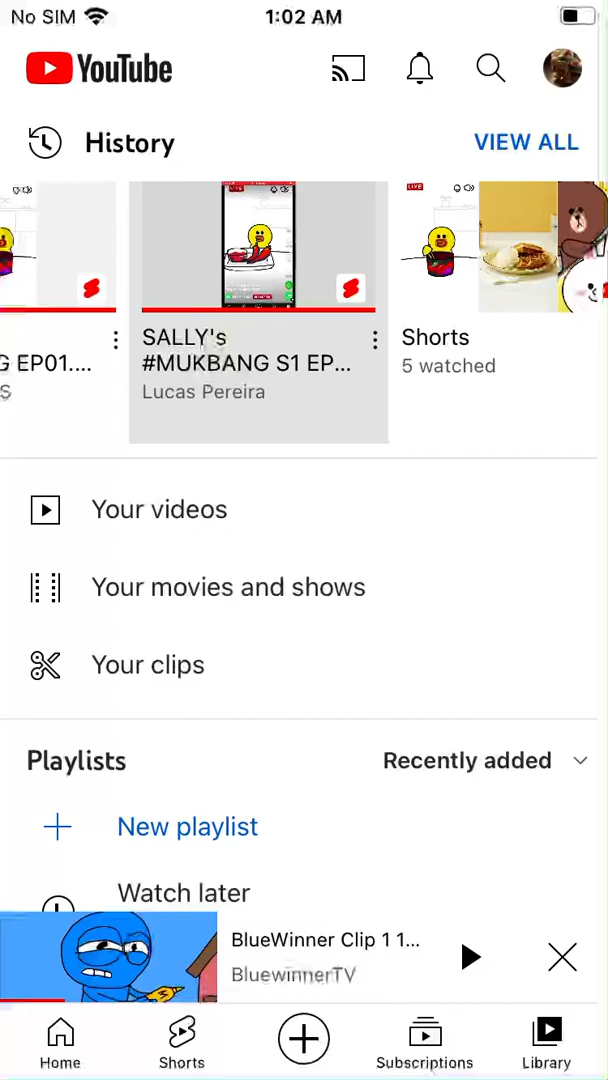 No SIM
1:02 AM
YouTube
History
VIEW ALL
LIVE
LIVE
G EP01....
S
SALLY's
#MUKBANG S1 EP...
Lucas Pereira
Shorts
5 watched
Your videos
Your movies and shows
Your clips
Playlists
Recently added
New playlist
Watch later
BlueWinner Clip 1 1...
BluewinnerTV
Home
Shorts
Subscriptions
Library